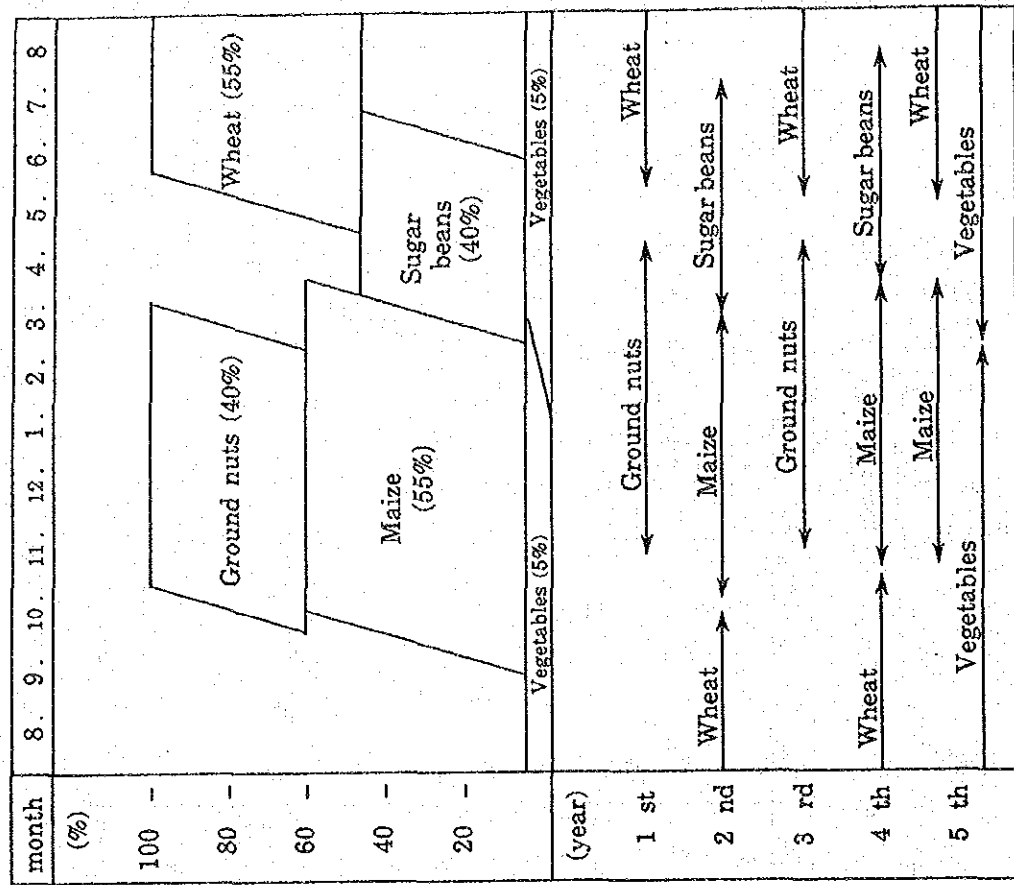 month 8. 9. 10. 11. 12. 1. 2. 3. 4. 5. 6. 7. 8
(%)
100 -
80 -
60 -
40 -
20 -
Ground nuts (40%)
Wheat (55%)
Maize
(55%)
Sugar
beans
(40%)
Vegetables (5%)
Vegetables (5%)
(year)
1 st Ground nuts Wheat
2 nd Wheat Maize Sugar beans
3 rd Ground nuts Wheat
4 th Wheat Maize Sugar beans
5 th Maize Wheat
Vegetables Vegetables